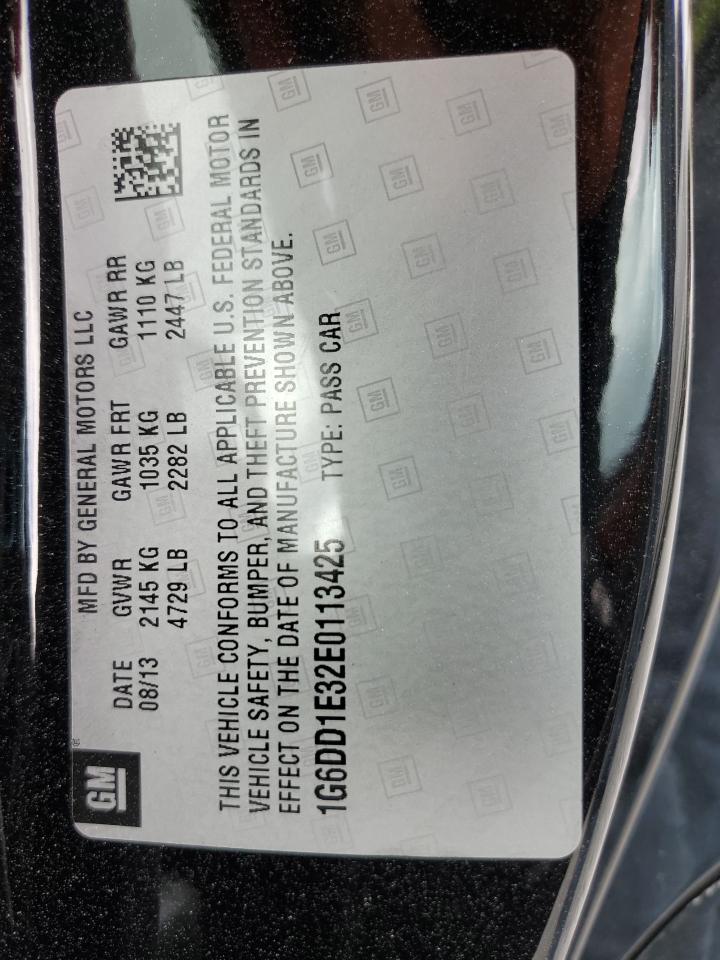 GM
MFD BY GENERAL MOTORS LLC
DATE GVWR GAWR FRT GAWR RR
08/13 2145 KG 1035 KG 1110 KG
4729 LB 2282 LB 2447 LB
THIS VEHICLE CONFORMS TO ALL APPLICABLE U.S. FEDERAL MOTOR
VEHICLE SAFETY, BUMPER, AND THEFT PREVENTION STANDARDS IN
EFFECT ON THE DATE OF MANUFACTURE SHOWN ABOVE.
1G6DD1E32E0113425 TYPE: PASS CAR